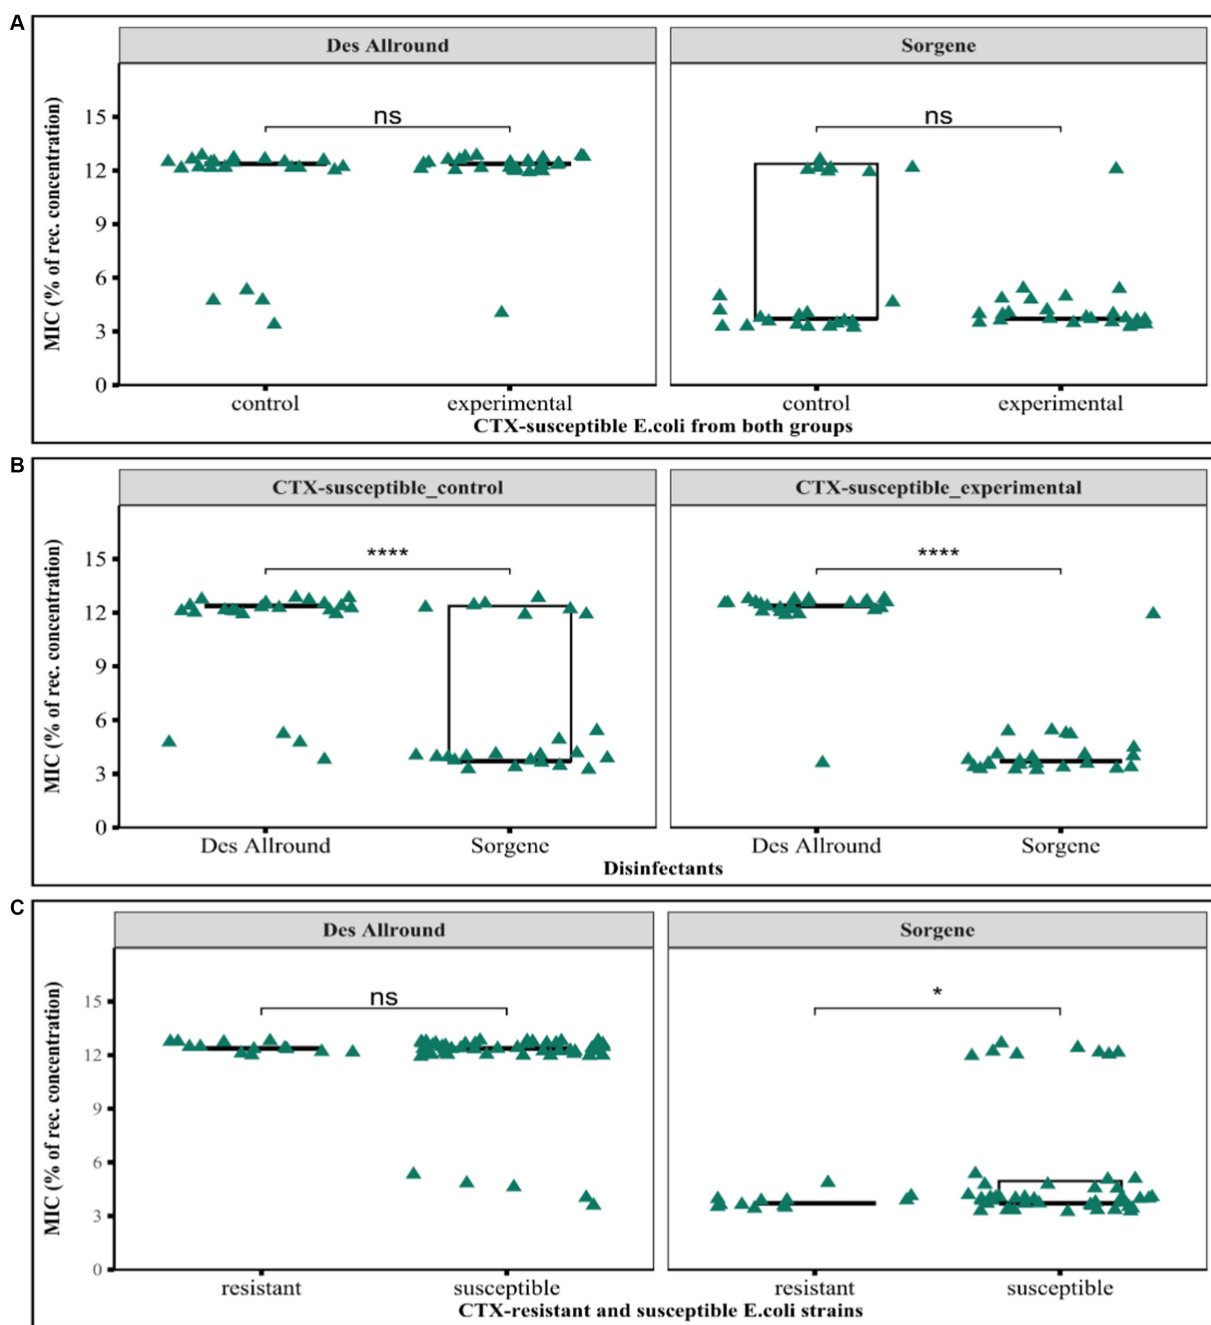 A
Des Allround
Sorgene
MIC (% of rec. concentration)
15
12
9
6
3
0
ns
ns
control
experimental
control
experimental
CTX-susceptible E.coli from both groups
B
CTX-susceptible_control
CTX-susceptible_experimental
MIC (% of rec. concentration)
15
12
9
6
3
0
****
****
Des Allround
Sorgene
Des Allround
Sorgene
Disinfectants
C
Des Allround
Sorgene
MIC (% of rec. concentration)
15
12
9
6
3
0
ns
*
resistant
susceptible
resistant
susceptible
CTX-resistant and susceptible E.coli strains